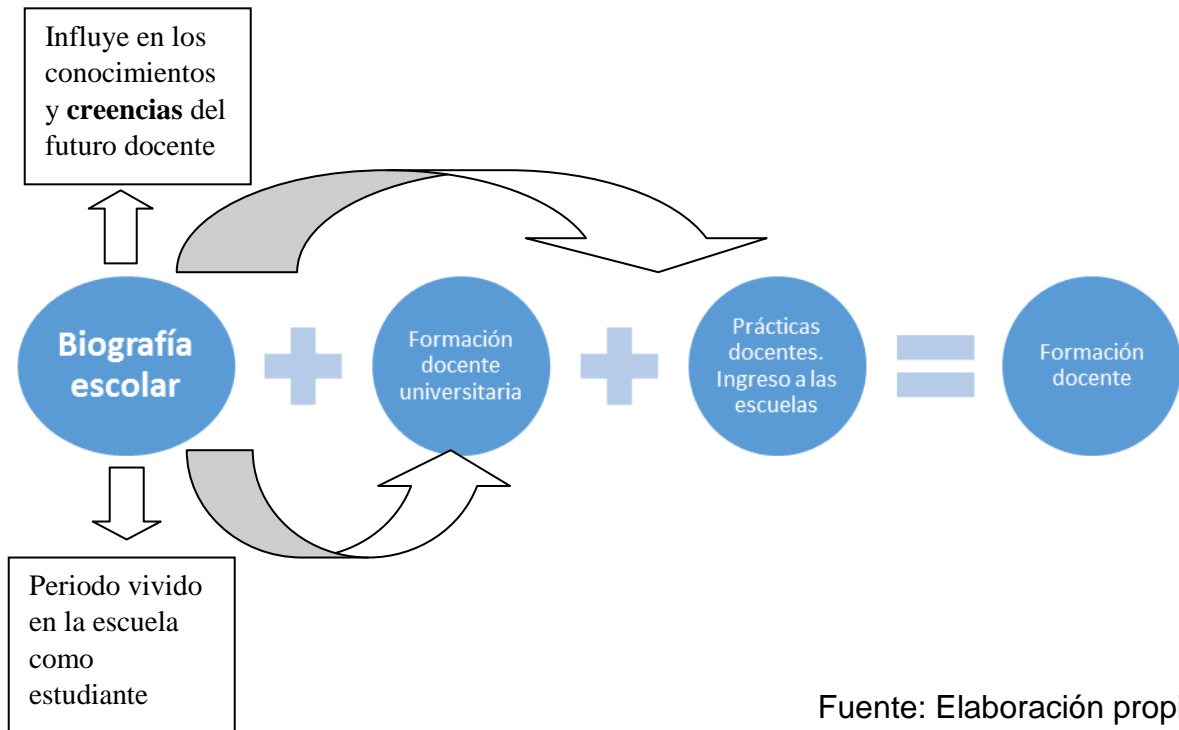 Influye en los
conocimientos
y creencias del
futuro docente
Biografía
escolar
Formación
docente
universitaria
Prácticas
docentes.
Ingreso a las
escuelas
Formación
docente
Periodo vivido
en la escuela
como
estudiante
Fuente: Elaboración